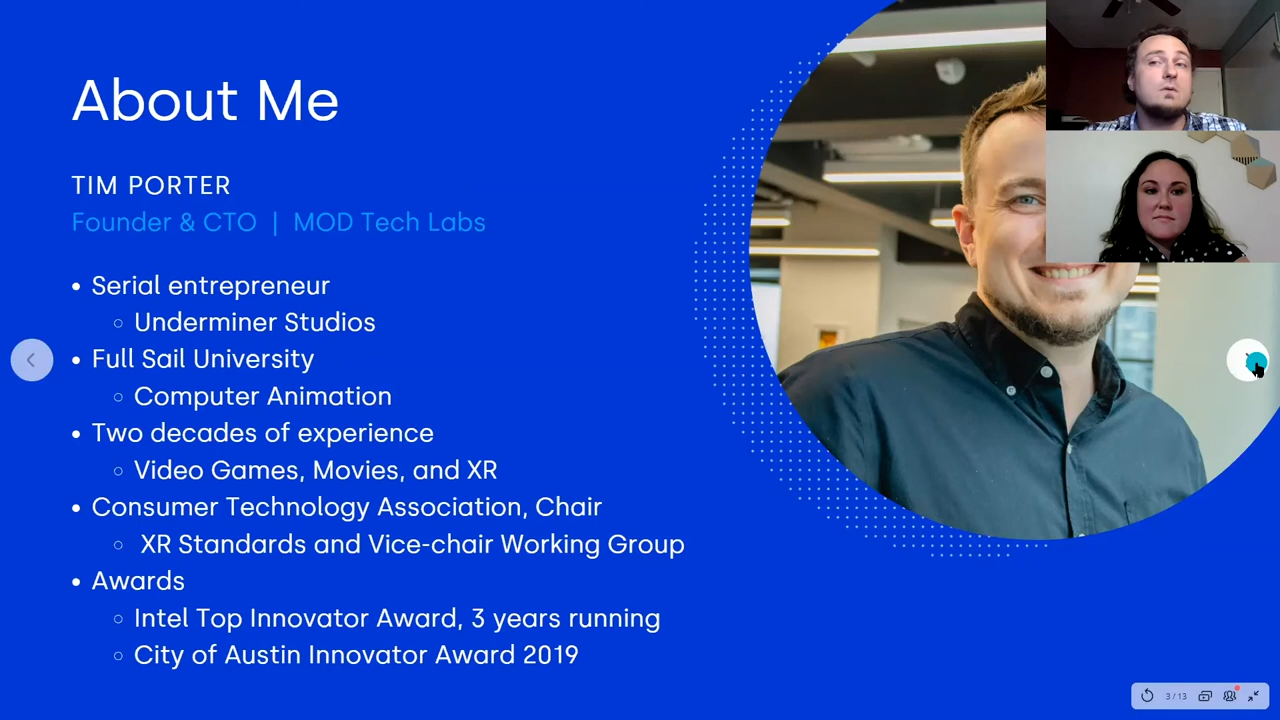 About Me
TIM PORTER
Founder & CTO | MOD Tech Labs
• Serial entrepreneur
○ Underminer Studios
• Full Sail University
○ Computer Animation
• Two decades of experience
○ Video Games, Movies, and XR
• Consumer Technology Association, Chair
○ XR Standards and Vice-chair Working Group
• Awards
○ Intel Top Innovator Award, 3 years running
○ City of Austin Innovator Award 2019
3 / 13